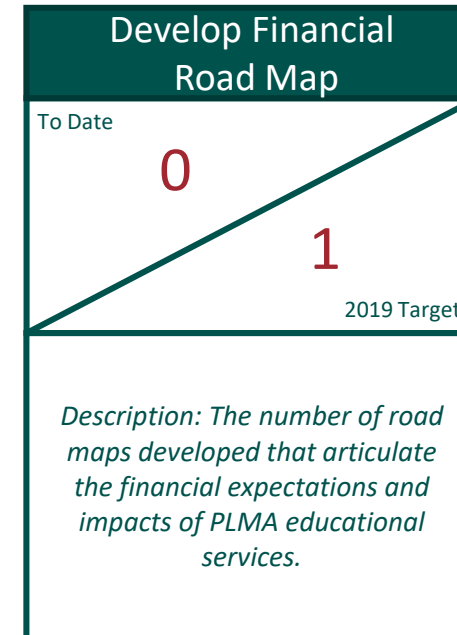 Develop Financial
Road Map
To Date
0
1
2019 Target
Description: The number of road
maps developed that articulate
the financial expectations and
impacts of PLMA educational
services.